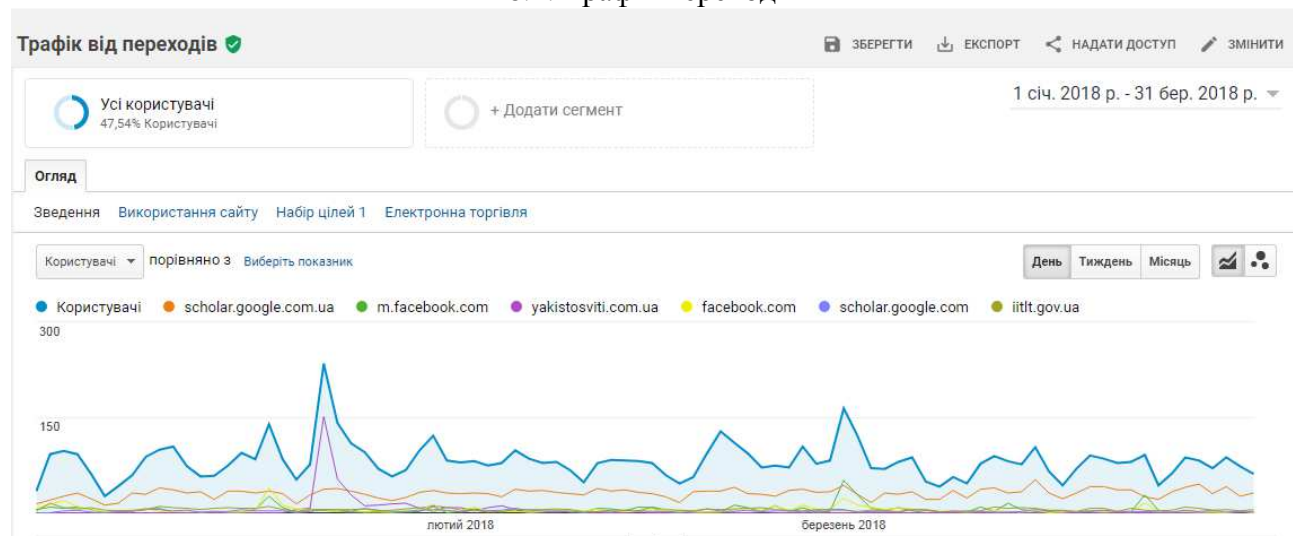 Трафік від переходів
ЗБЕРЕГТИ ЕКСПОРТ НАДАТИ ДОСТУП ЗМІНИТИ
Усі користувачі
47,54% Користувачі
+ Додати сегмент
1 січ. 2018 р. - 31 бер. 2018 р.
Огляд
Зведення Використання сайту Набір цілей 1 Електронна торгівля
Користувачі порівняно з Виберіть показник
День Тиждень Місяць
Користувачі scholar.google.com.ua m.facebook.com yakistosviti.com.ua facebook.com scholar.google.com iitlt.gov.ua
300
150
лютий 2018 березень 2018